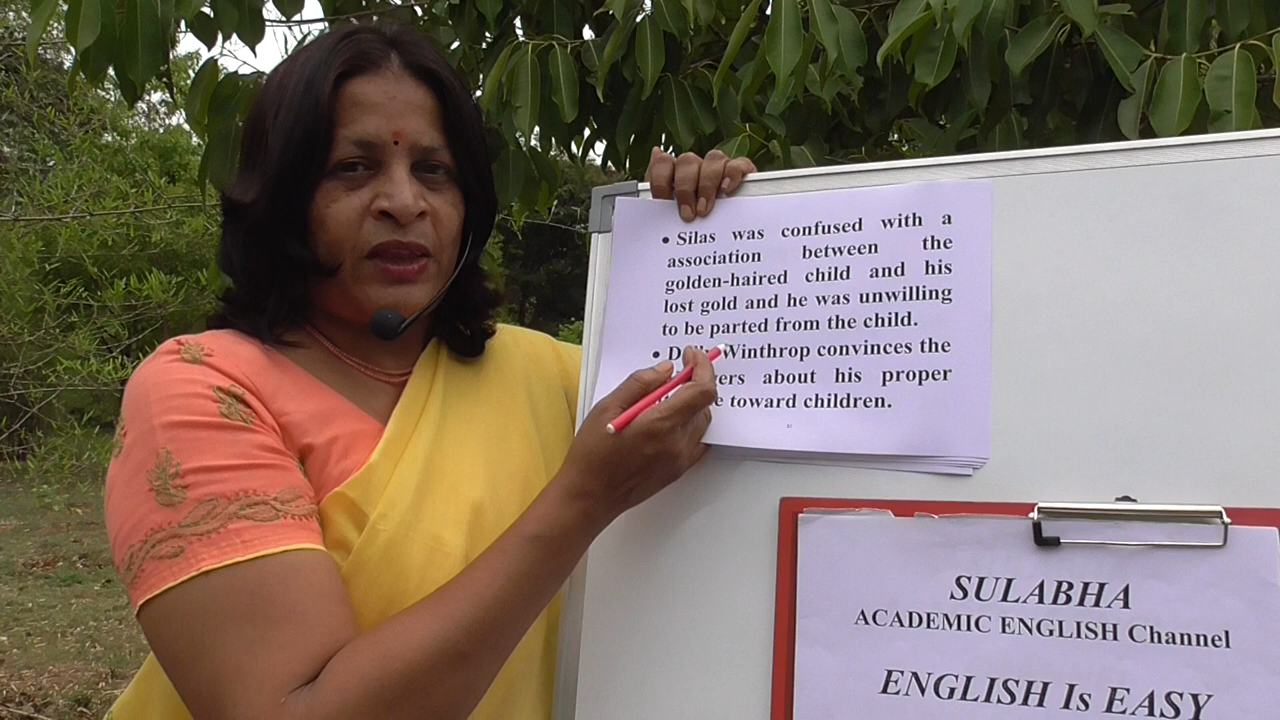 • Silas was confused with a
association between the
golden-haired child and his
lost gold and he was unwilling
to be parted from the child.
• Winthrop convinces the
about his proper
toward children.
SULABHA
ACADEMIC ENGLISH Channel
ENGLISH Is EASY